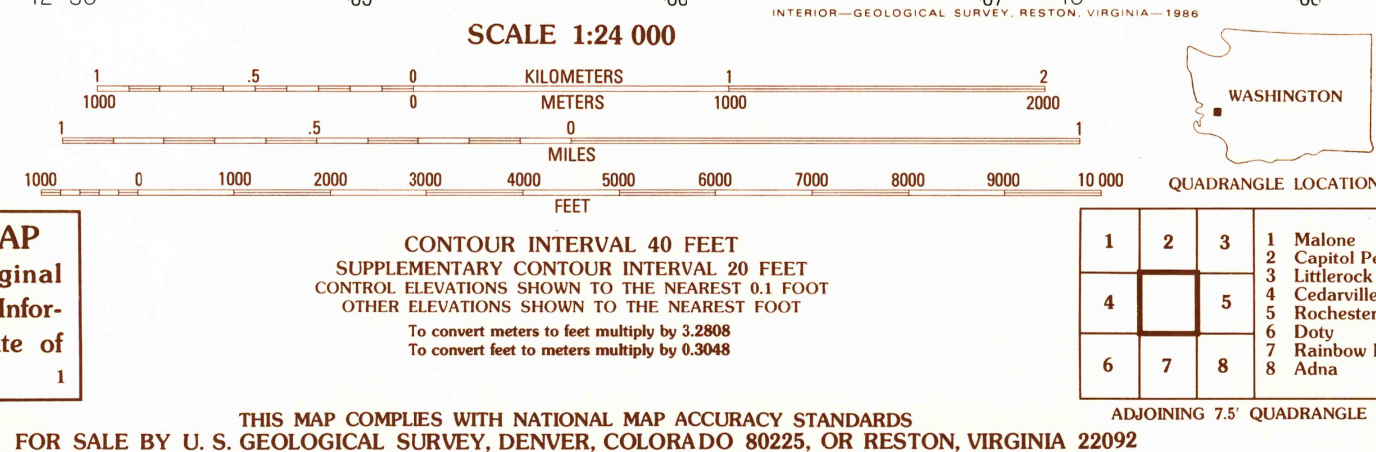 INTERIOR—GEOLOGICAL SURVEY, RESTON, VIRGINIA—1986
SCALE 1:24 000
1 .5 0 KILOMETERS 1 2
1000 0 METERS 1000 2000
1 .5 0 1
MILES
1000 0 1000 2000 3000 4000 5000 6000 7000 8000 9000 10 000
FEET
WASHINGTON
QUADRANGLE LOCATION
AP
ginal
Infor-
te of
1
CONTOUR INTERVAL 40 FEET
SUPPLEMENTARY CONTOUR INTERVAL 20 FEET
CONTROL ELEVATIONS SHOWN TO THE NEAREST 0.1 FOOT
OTHER ELEVATIONS SHOWN TO THE NEAREST FOOT
To convert meters to feet multiply by 3.2808
To convert feet to meters multiply by 0.3048
1 2 3
4 5
6 7 8
1 Malone
2 Capitol Pe
3 Littlerock
4 Cedarville
5 Rochester
6 Doty
7 Rainbow
8 Adna
ADJOINING 7.5′ QUADRANGLE
THIS MAP COMPLIES WITH NATIONAL MAP ACCURACY STANDARDS
FOR SALE BY U. S. GEOLOGICAL SURVEY, DENVER, COLORADO 80225, OR RESTON, VIRGINIA 22092